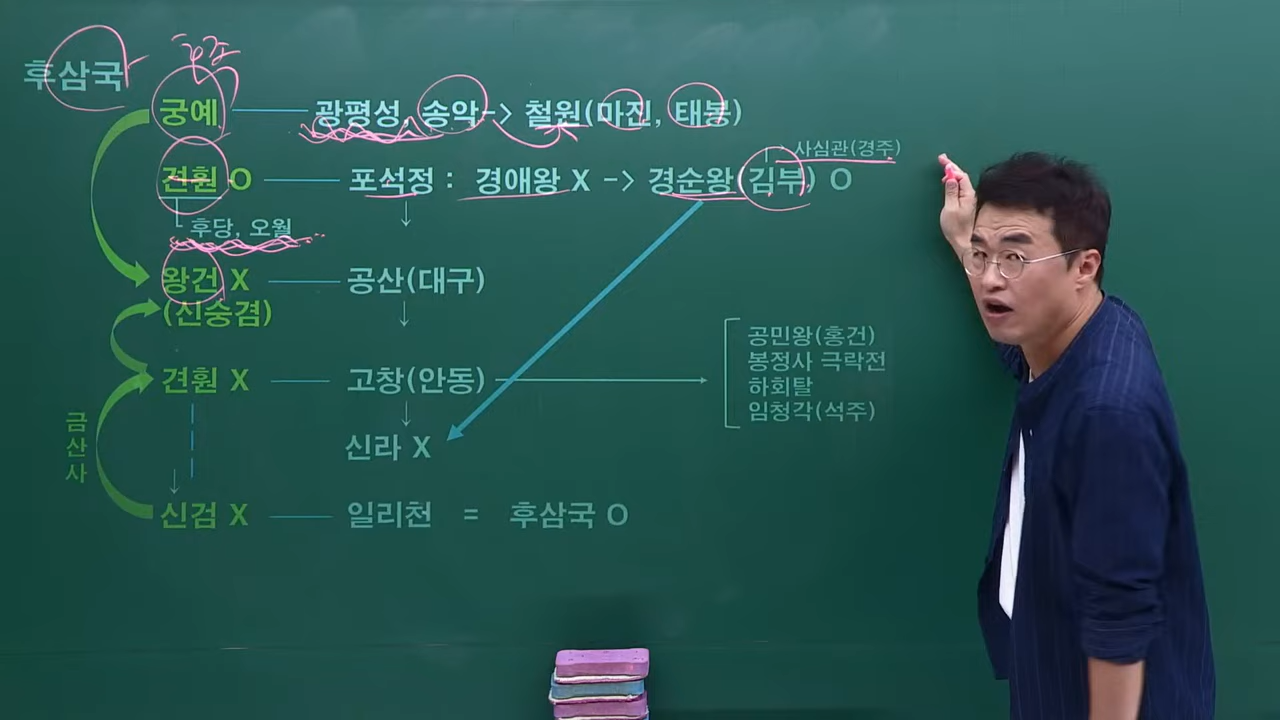 후삼국
궁예 광평성, 송악-> 철원(마진, 태봉)
사심관(경주)
견훤 O 포석정 : 경애왕 X -> 경순왕(김부) O
후당, 오월
왕건 X 공산(대구)
(신숭겸)
공민왕(홍건)
봉정사 극락전
견훤 X 고창(안동)
하회탈
임청각(석주)
금산사
신라 X
신검 X 일리천 = 후삼국 O